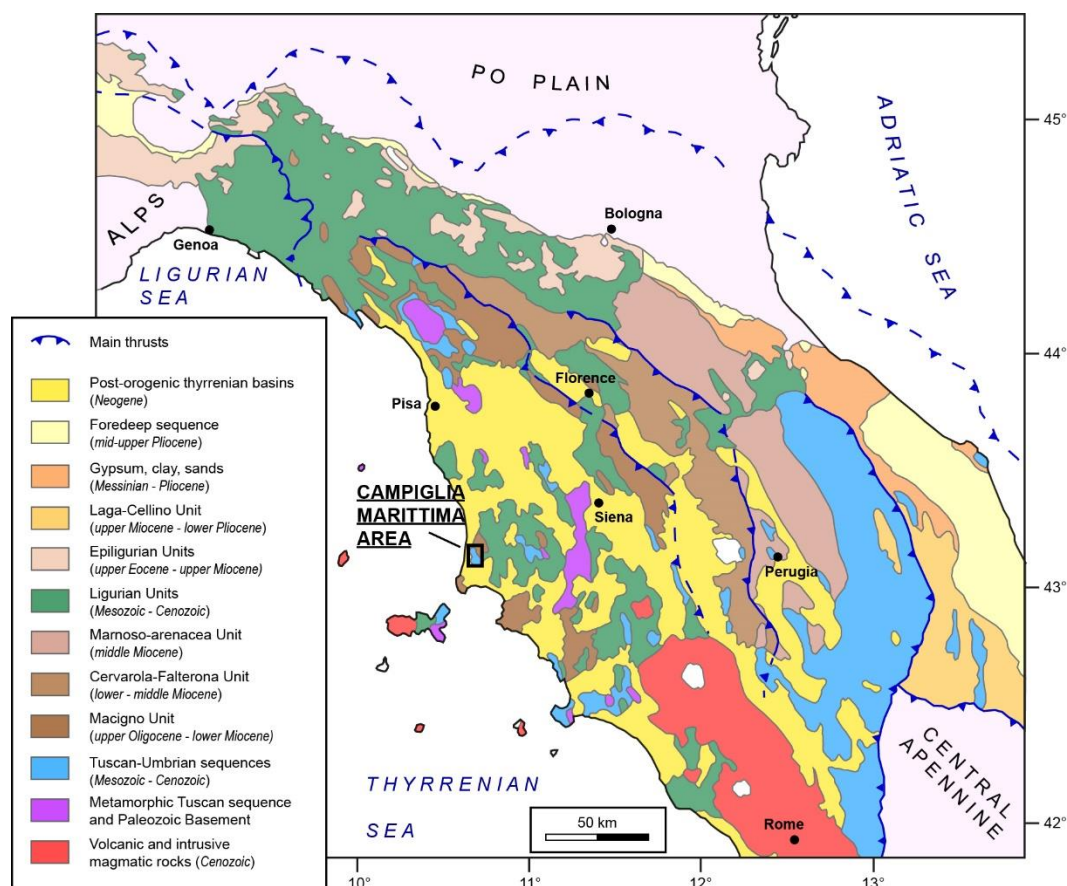 PO PLAIN
ADRIATIC SEA
45°
ALPS
Genoa
Bologna
LIGURIAN
SEA
44°
Florence
Pisa
CAMPIGLIA
MARITTIMA
AREA
Siena
Perugia
43°
THYRRENIAN
SEA
CENTRAL
APENNINE
50 km
Rome
42°
10°
11°
12°
13°
Main thrusts
Post-orogenic thyrrenian basins
(Neogene)
Foredeep sequence
(mid-upper Pliocene)
Gypsum, clay, sands
(Messinian - Pliocene)
Laga-Cellino Unit
(upper Miocene - lower Pliocene)
Epiligurian Units
(upper Eocene - upper Miocene)
Ligurian Units
(Mesozoic - Cenozoic)
Marnoso-arenacea Unit
(middle Miocene)
Cervarola-Falterona Unit
(lower - middle Miocene)
Macigno Unit
(upper Oligocene - lower Miocene)
Tuscan-Umbrian sequences
(Mesozoic - Cenozoic)
Metamorphic Tuscan sequence
and Paleozoic Basement
Volcanic and intrusive
magmatic rocks (Cenozoic)